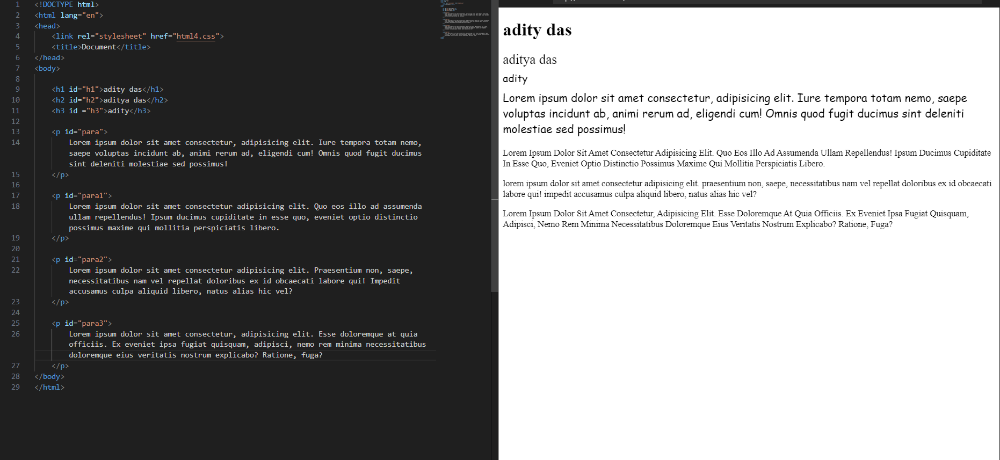 1 <!DOCTYPE html>
2 <html lang="en">
3 <head>
4 <link rel="stylesheet" href="html4.css">
5 <title>Document</title>
6 </head>
7 <body>
8
9 <h1 id="h1">adity das</h1>
10 <h2 id="h2">aditya das</h2>
11 <h3 id ="h3">adity</h3>
12
13 <p id="para">
14 Lorem ipsum dolor sit amet consectetur, adipisicing elit. Iure tempora totam nemo,
saepe voluptas incidunt ab, animi rerum ad, eligendi cum! Omnis quod fugit ducimus
sint deleniti molestiae sed possimus!
15 </p>
16
17 <p id="para1">
18 Lorem ipsum dolor sit amet consectetur adipisicing elit. Quo eos illo ad assumenda
ullam repellendus! Ipsum ducimus cupiditate in esse quo, eveniet optio distinctio
possimus maxime qui mollitia perspiciatis libero.
19 </p>
20
21 <p id="para2">
22 Lorem ipsum dolor sit amet consectetur adipisicing elit. Praesentium non, saepe,
necessitatibus nam vel repellat doloribus ex id obcaecati labore qui! Impedit
accusamus culpa aliquid libero, natus alias hic vel?
23 </p>
24
25 <p id="para3">
26 Lorem ipsum dolor sit amet consectetur, adipisicing elit. Esse doloremque at quia
officiis. Ex eveniet ipsa fugiat quisquam, adipisci, nemo rem minima necessitatibus
doloremque eius veritatis nostrum explicabo? Ratione, fuga?
27 </p>
28 </body>
29 </html>
adity das
aditya das
adity
Lorem ipsum dolor sit amet consectetur, adipisicing elit. Iure tempora totam nemo, saepe
voluptas incidunt ab, animi rerum ad, eligendi cum! Omnis quod fugit ducimus sint deleniti
molestiae sed possimus!
Lorem Ipsum Dolor Sit Amet Consectetur Adipisicing Elit. Quo Eos Illo Ad Assumenda Ullam Repellendus! Ipsum Ducimus Cupiditate
In Esse Quo, Eveniet Optio Distinctio Possimus Maxime Qui Mollitia Perspiciatis Libero.
lorem ipsum dolor sit amet consectetur adipisicing elit. praesentium non, saepe, necessitatibus nam vel repellat doloribus ex id obcaecati
labore qui! impedit accusamus culpa aliquid libero, natus alias hic vel?
Lorem Ipsum Dolor Sit Amet Consectetur, Adipisicing Elit. Esse Doloremque At Quia Officiis. Ex Eveniet Ipsa Fugiat Quisquam,
Adipisci, Nemo Rem Minima Necessitatibus Doloremque Eius Veritatis Nostrum Explicabo? Ratione, Fuga?